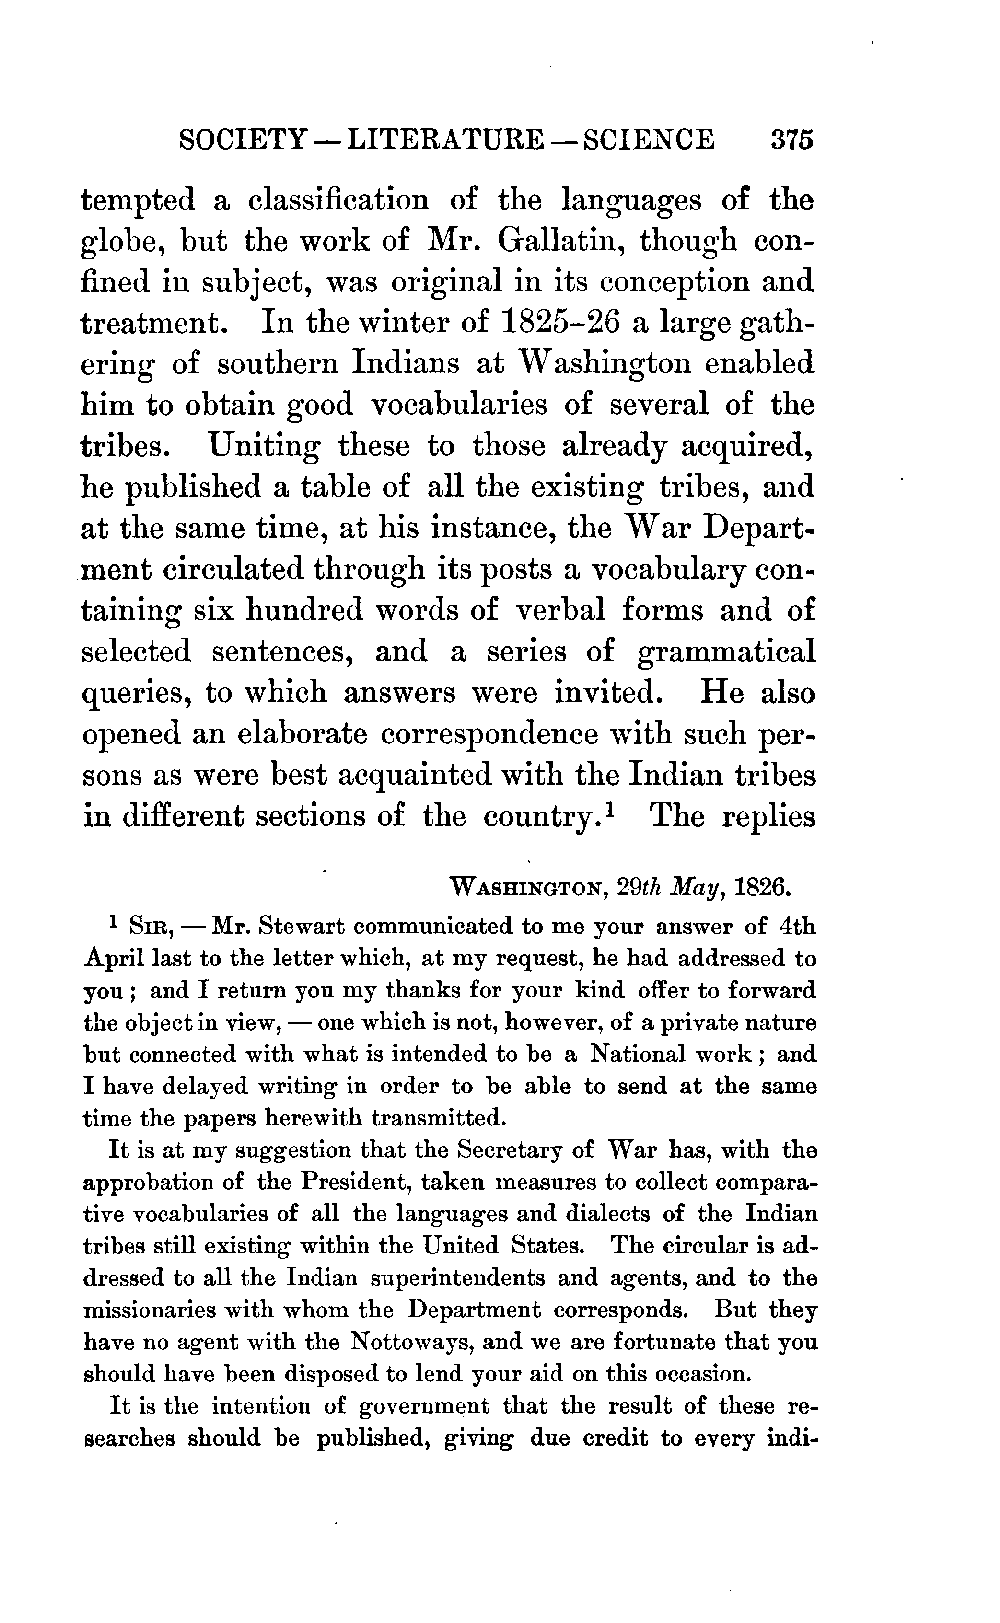 SOCIETY — LITERATURE — SCIENCE 375
tempted a classification of the languages of the
globe, but the work of Mr. Gallatin, though con-
fined in subject, was original in its conception and
treatment. In the winter of 1825–26 a large gath-
ering of southern Indians at Washington enabled
him to obtain good vocabularies of several of the
tribes. Uniting these to those already acquired,
he published a table of all the existing tribes, and
at the same time, at his instance, the War Depart-
ment circulated through its posts a vocabulary con-
taining six hundred words of verbal forms and of
selected sentences, and a series of grammatical
queries, to which answers were invited. He also
opened an elaborate correspondence with such per-
sons as were best acquainted with the Indian tribes
in different sections of the country.¹ The replies
WASHINGTON, 29th May, 1826.
¹ SIR, — Mr. Stewart communicated to me your answer of 4th
April last to the letter which, at my request, he had addressed to
you; and I return you my thanks for your kind offer to forward
the object in view, — one which is not, however, of a private nature
but connected with what is intended to be a National work; and
I have delayed writing in order to be able to send at the same
time the papers herewith transmitted.
It is at my suggestion that the Secretary of War has, with the
approbation of the President, taken measures to collect compara-
tive vocabularies of all the languages and dialects of the Indian
tribes still existing within the United States. The circular is ad-
dressed to all the Indian superintendents and agents, and to the
missionaries with whom the Department corresponds. But they
have no agent with the Nottoways, and we are fortunate that you
should have been disposed to lend your aid on this occasion.
It is the intention of government that the result of these re-
searches should be published, giving due credit to every indi-